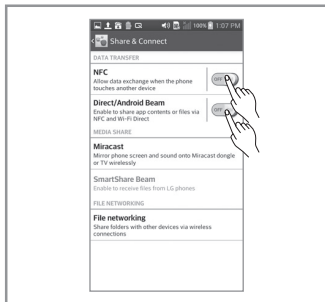 100% 1:07 PM
Share & Connect
DATA TRANSFER
NFC
Allow data exchange when the phone
touches another device
OFF
Direct/Android Beam
Enable to share app contents or files via
NFC and Wi-Fi Direct
OFF
MEDIA SHARE
Miracast
Mirror phone screen and sound onto Miracast dongle
or TV wirelessly
SmartShare Beam
Enable to receive files from LG phones
FILE NETWORKING
File networking
Share folders with other devices via wireless
connections